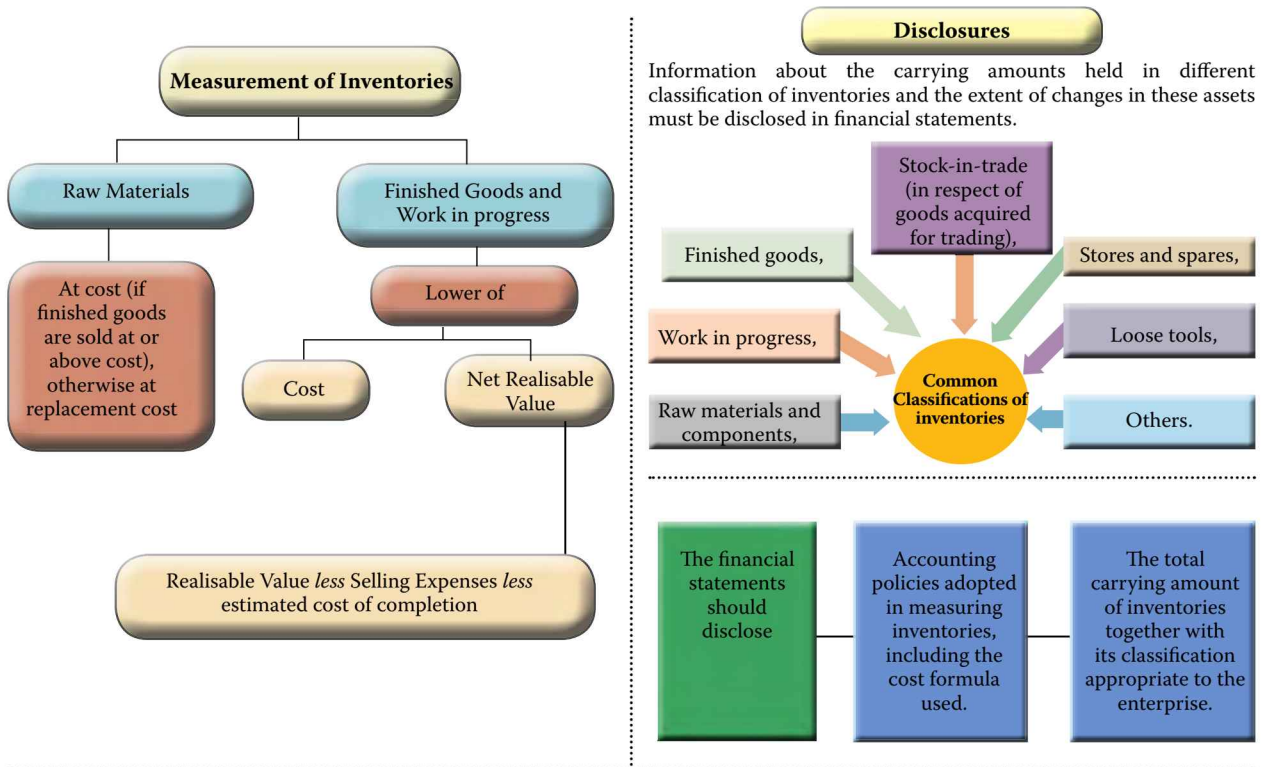 Measurement of Inventories
Raw Materials
Finished Goods and
Work in progress
At cost (if
finished goods
are sold at or
above cost),
otherwise at
replacement cost
Lower of
Cost
Net Realisable
Value
Realisable Value less Selling Expenses less
estimated cost of completion
Disclosures
Information about the carrying amounts held in different
classification of inventories and the extent of changes in these assets
must be disclosed in financial statements.
Stock-in-trade
(in respect of
goods acquired
for trading),
Finished goods,
Stores and spares,
Work in progress,
Loose tools,
Raw materials and
components,
Others.
Common
Classifications of
inventories
The financial
statements
should
disclose
Accounting
policies adopted
in measuring
inventories,
including the
cost formula
used.
The total
carrying amount
of inventories
together with
its classification
appropriate to the
enterprise.